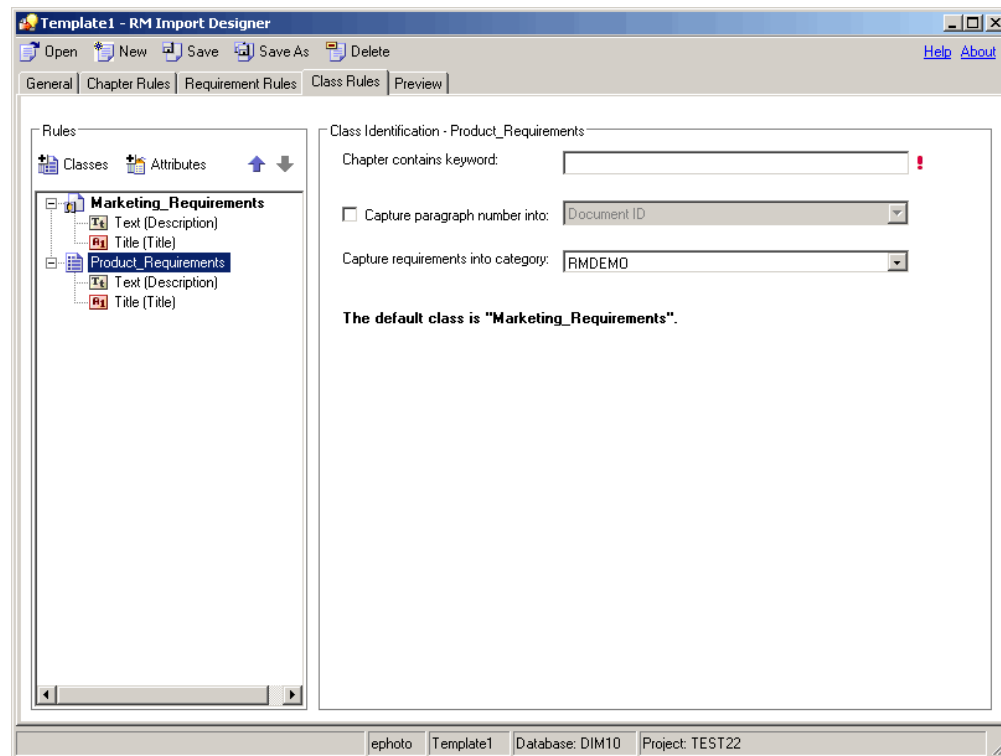 Template1 - RM Import Designer
Open New Save Save As Delete Help About
General Chapter Rules Requirement Rules Class Rules Preview
Rules
Classes Attributes
Marketing_Requirements
Text (Description)
Title (Title)
Product_Requirements
Text (Description)
Title (Title)
Class Identification - Product_Requirements
Chapter contains keyword: !
Capture paragraph number into: Document ID
Capture requirements into category: RMDEMO
The default class is "Marketing_Requirements".
ephoto Template1 Database: DIM10 Project: TEST22